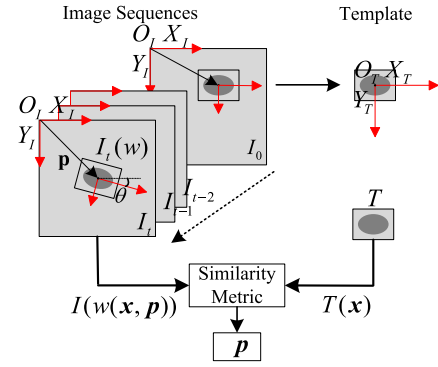 Image Sequences
Template
O_I X_I
Y_I
O_T X_T
Y_T
O_I X_I
Y_I
I_t(w)
p
I_0
I_{t-2}
I_{t-1}
θ
I_t
T
Similarity
Metric
I(w(x, p))
T(x)
p